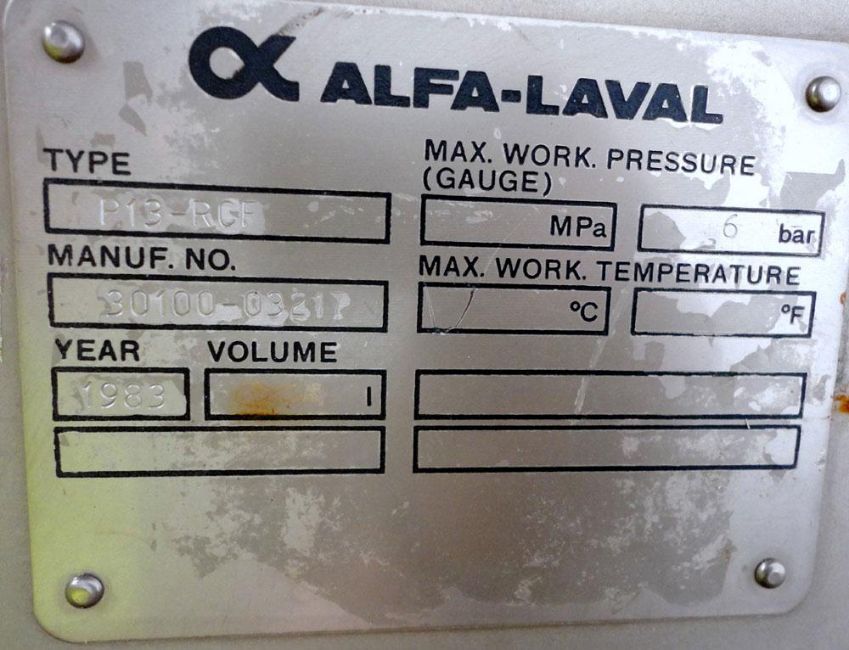 ALFA-LAVAL
TYPE
P13-RCF
MANUF. NO.
YEAR
1983
VOLUME
l
MAX. WORK. PRESSURE
(GAUGE)
MPa
6 bar
MAX. WORK. TEMPERATURE
°C
°F